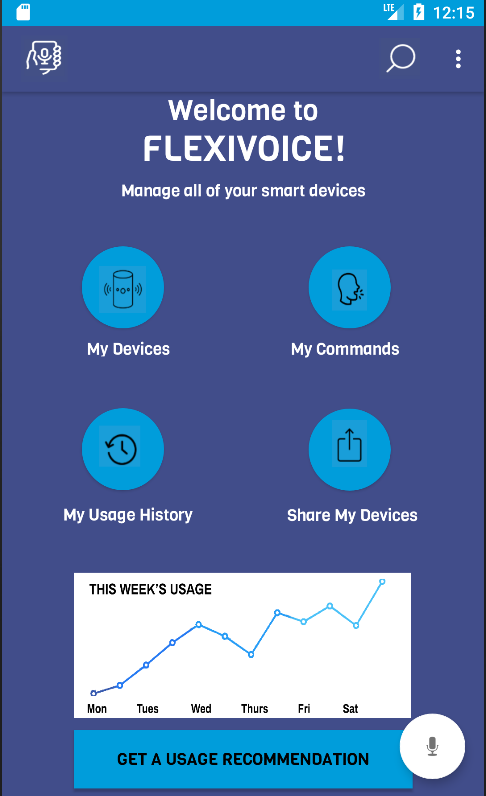 LTE 12:15
Welcome to
FLEXIVOICE!
Manage all of your smart devices
My Devices My Commands
My Usage History Share My Devices
THIS WEEK'S USAGE
Mon Tues Wed Thurs Fri Sat
GET A USAGE RECOMMENDATION